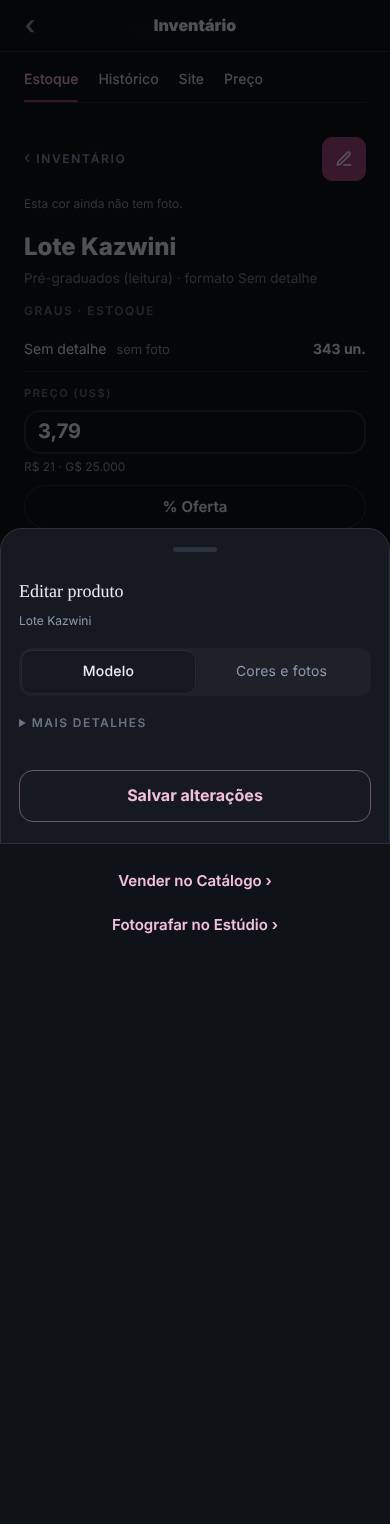 Inventário
Estoque Histórico Site Preço
‹ INVENTÁRIO
Esta cor ainda não tem foto.
Lote Kazwini
Pré-graduados (leitura) · formato Sem detalhe
GRAUS · ESTOQUE
Sem detalhe sem foto 343 un.
PREÇO (US$)
3,79
R$ 21 · G$ 25.000
% Oferta
Editar produto
Lote Kazwini
Modelo Cores e fotos
▶ MAIS DETALHES
Salvar alterações
Vender no Catálogo ›
Fotografar no Estúdio ›